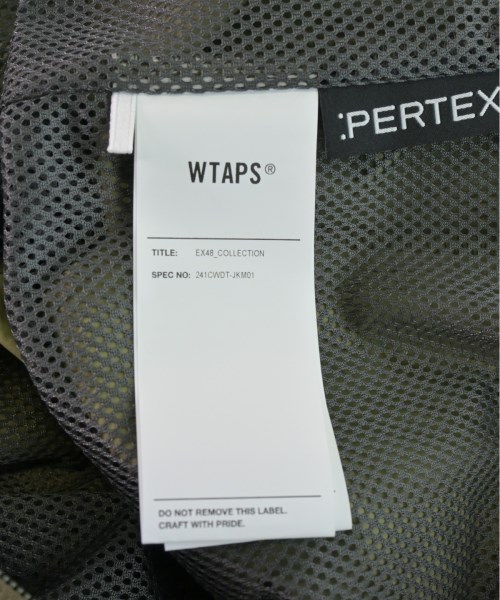 WTAPS®
:PERTEX
TITLE: EX48_COLLECTION
SPEC NO: 241CWDT-JKM01
DO NOT REMOVE THIS LABEL.
CRAFT WITH PRIDE.